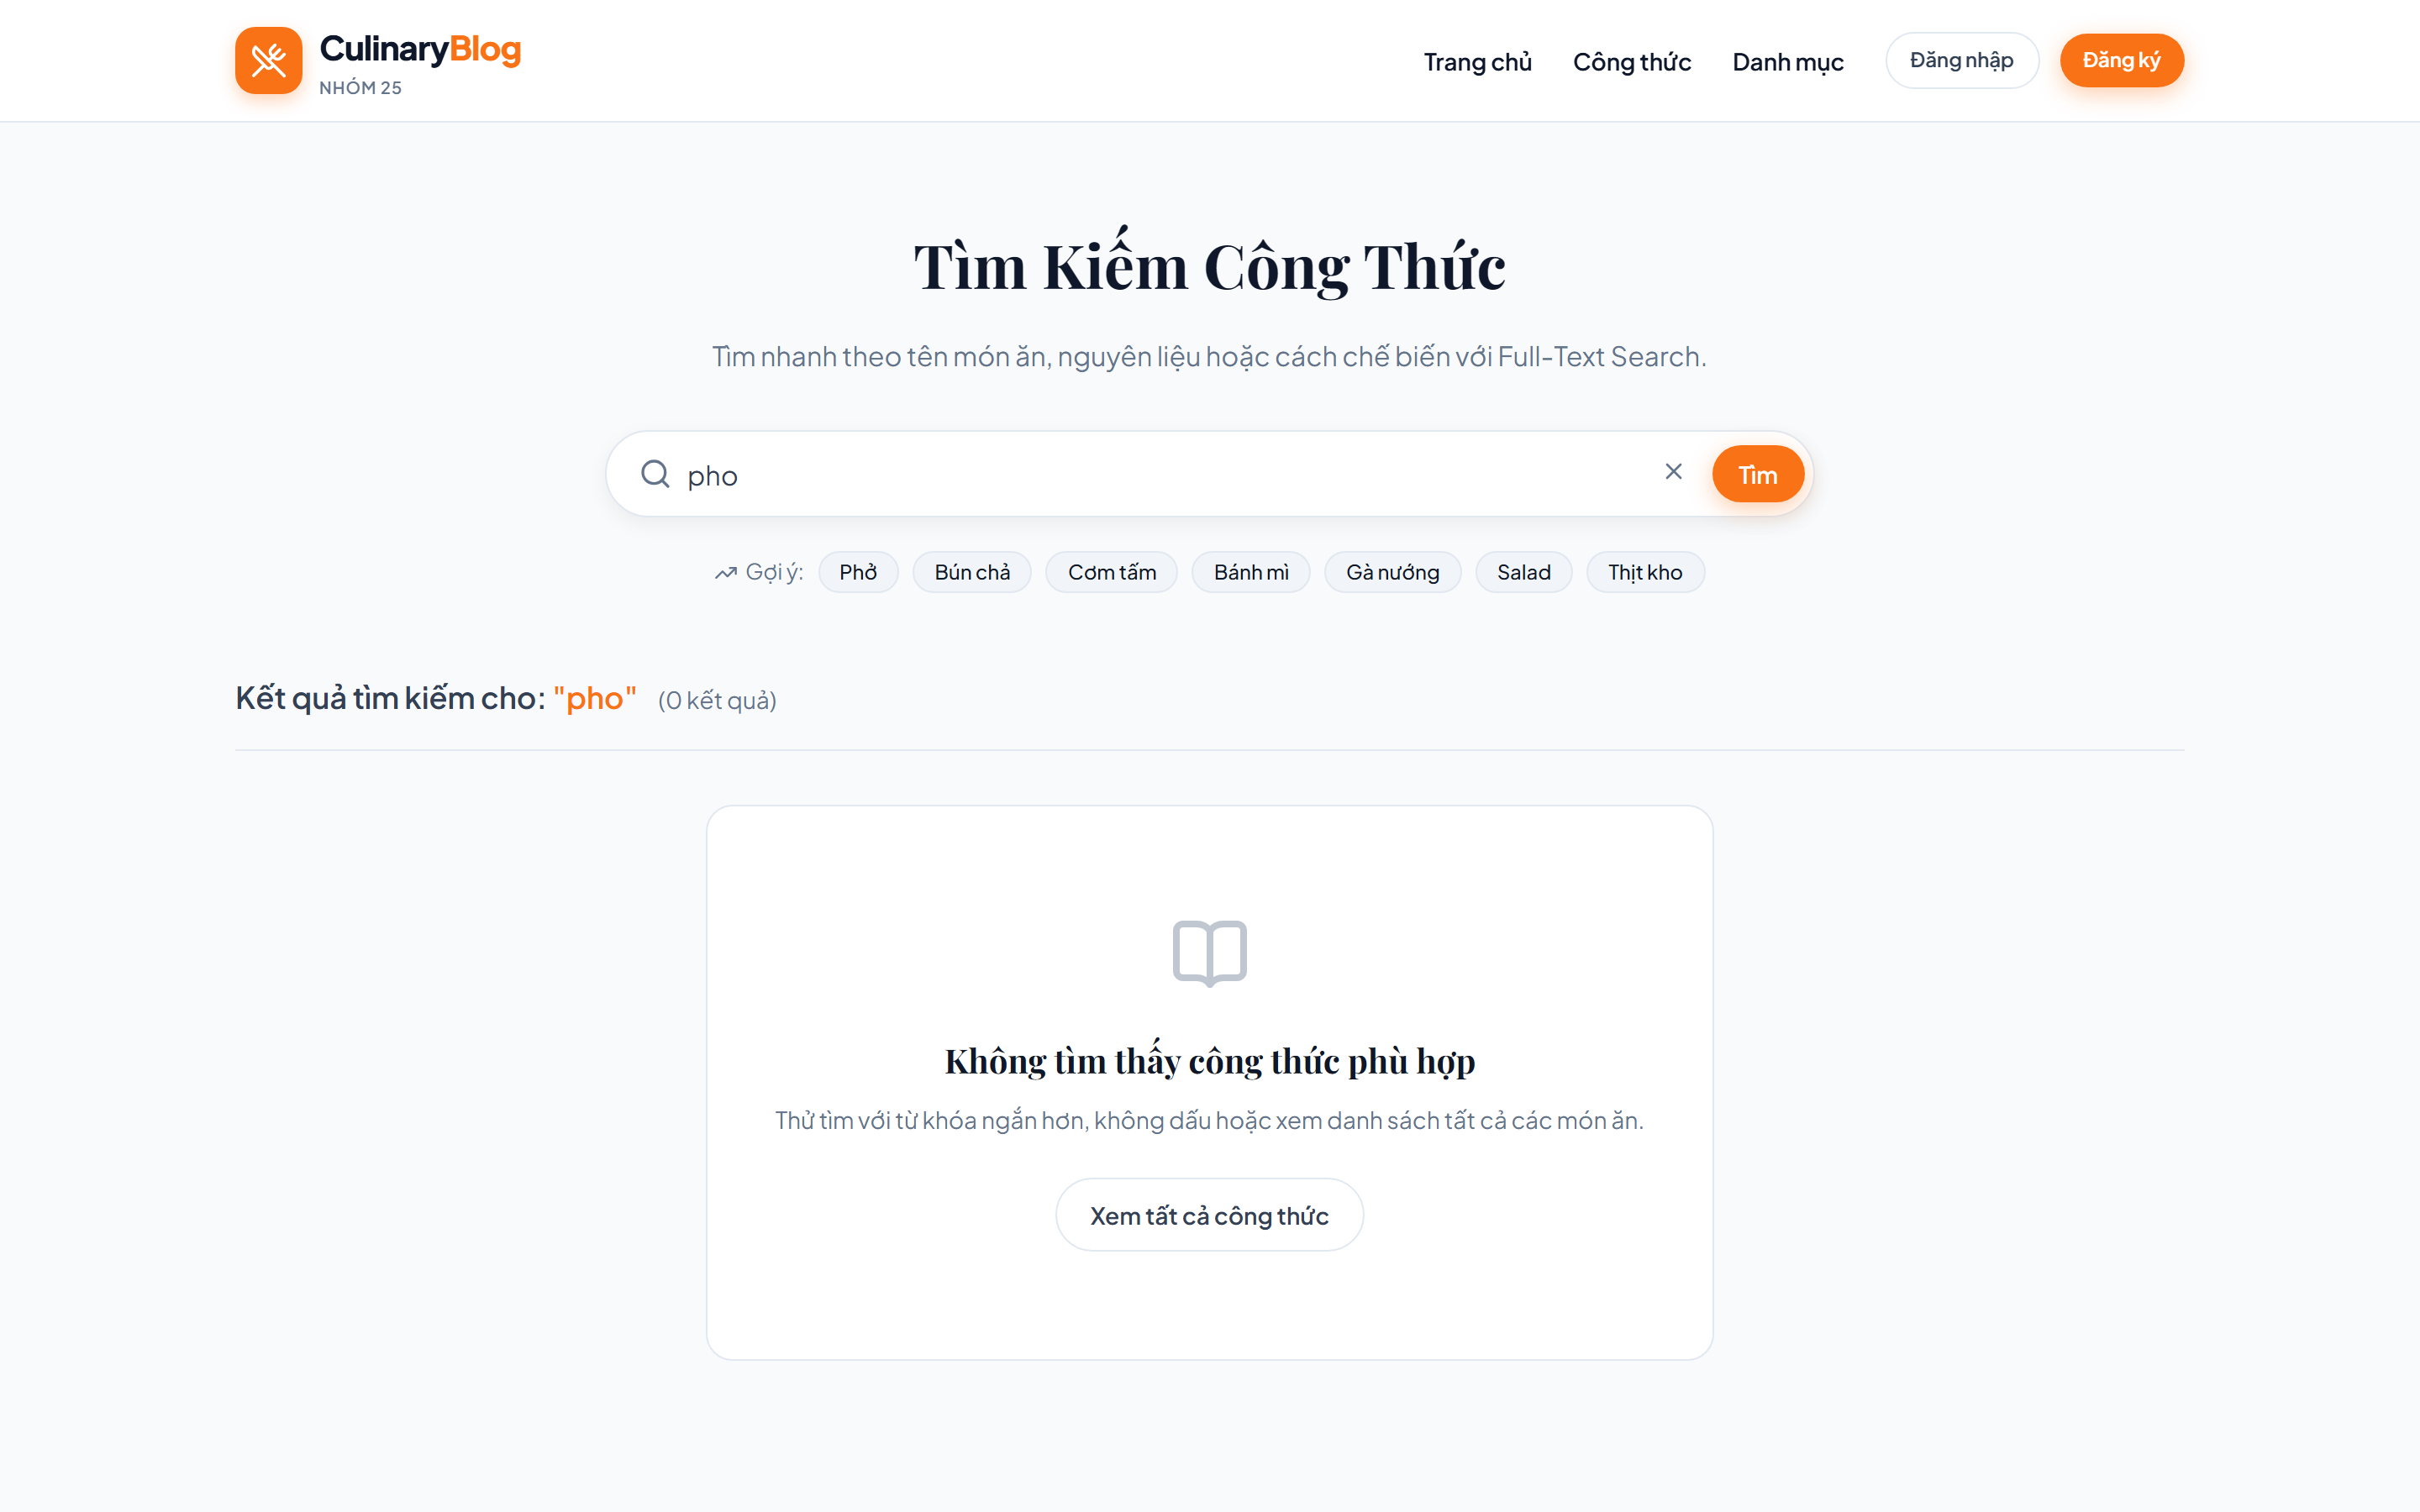 CulinaryBlog
NHÓM 25
Trang chủ Công thức Danh mục Đăng nhập Đăng ký
Tìm Kiếm Công Thức
Tìm nhanh theo tên món ăn, nguyên liệu hoặc cách chế biến với Full-Text Search.
pho Tìm
Gợi ý: Phở Bún chả Cơm tấm Bánh mì Gà nướng Salad Thịt kho
Kết quả tìm kiếm cho: "pho" (0 kết quả)
Không tìm thấy công thức phù hợp
Thử tìm với từ khóa ngắn hơn, không dấu hoặc xem danh sách tất cả các món ăn.
Xem tất cả công thức